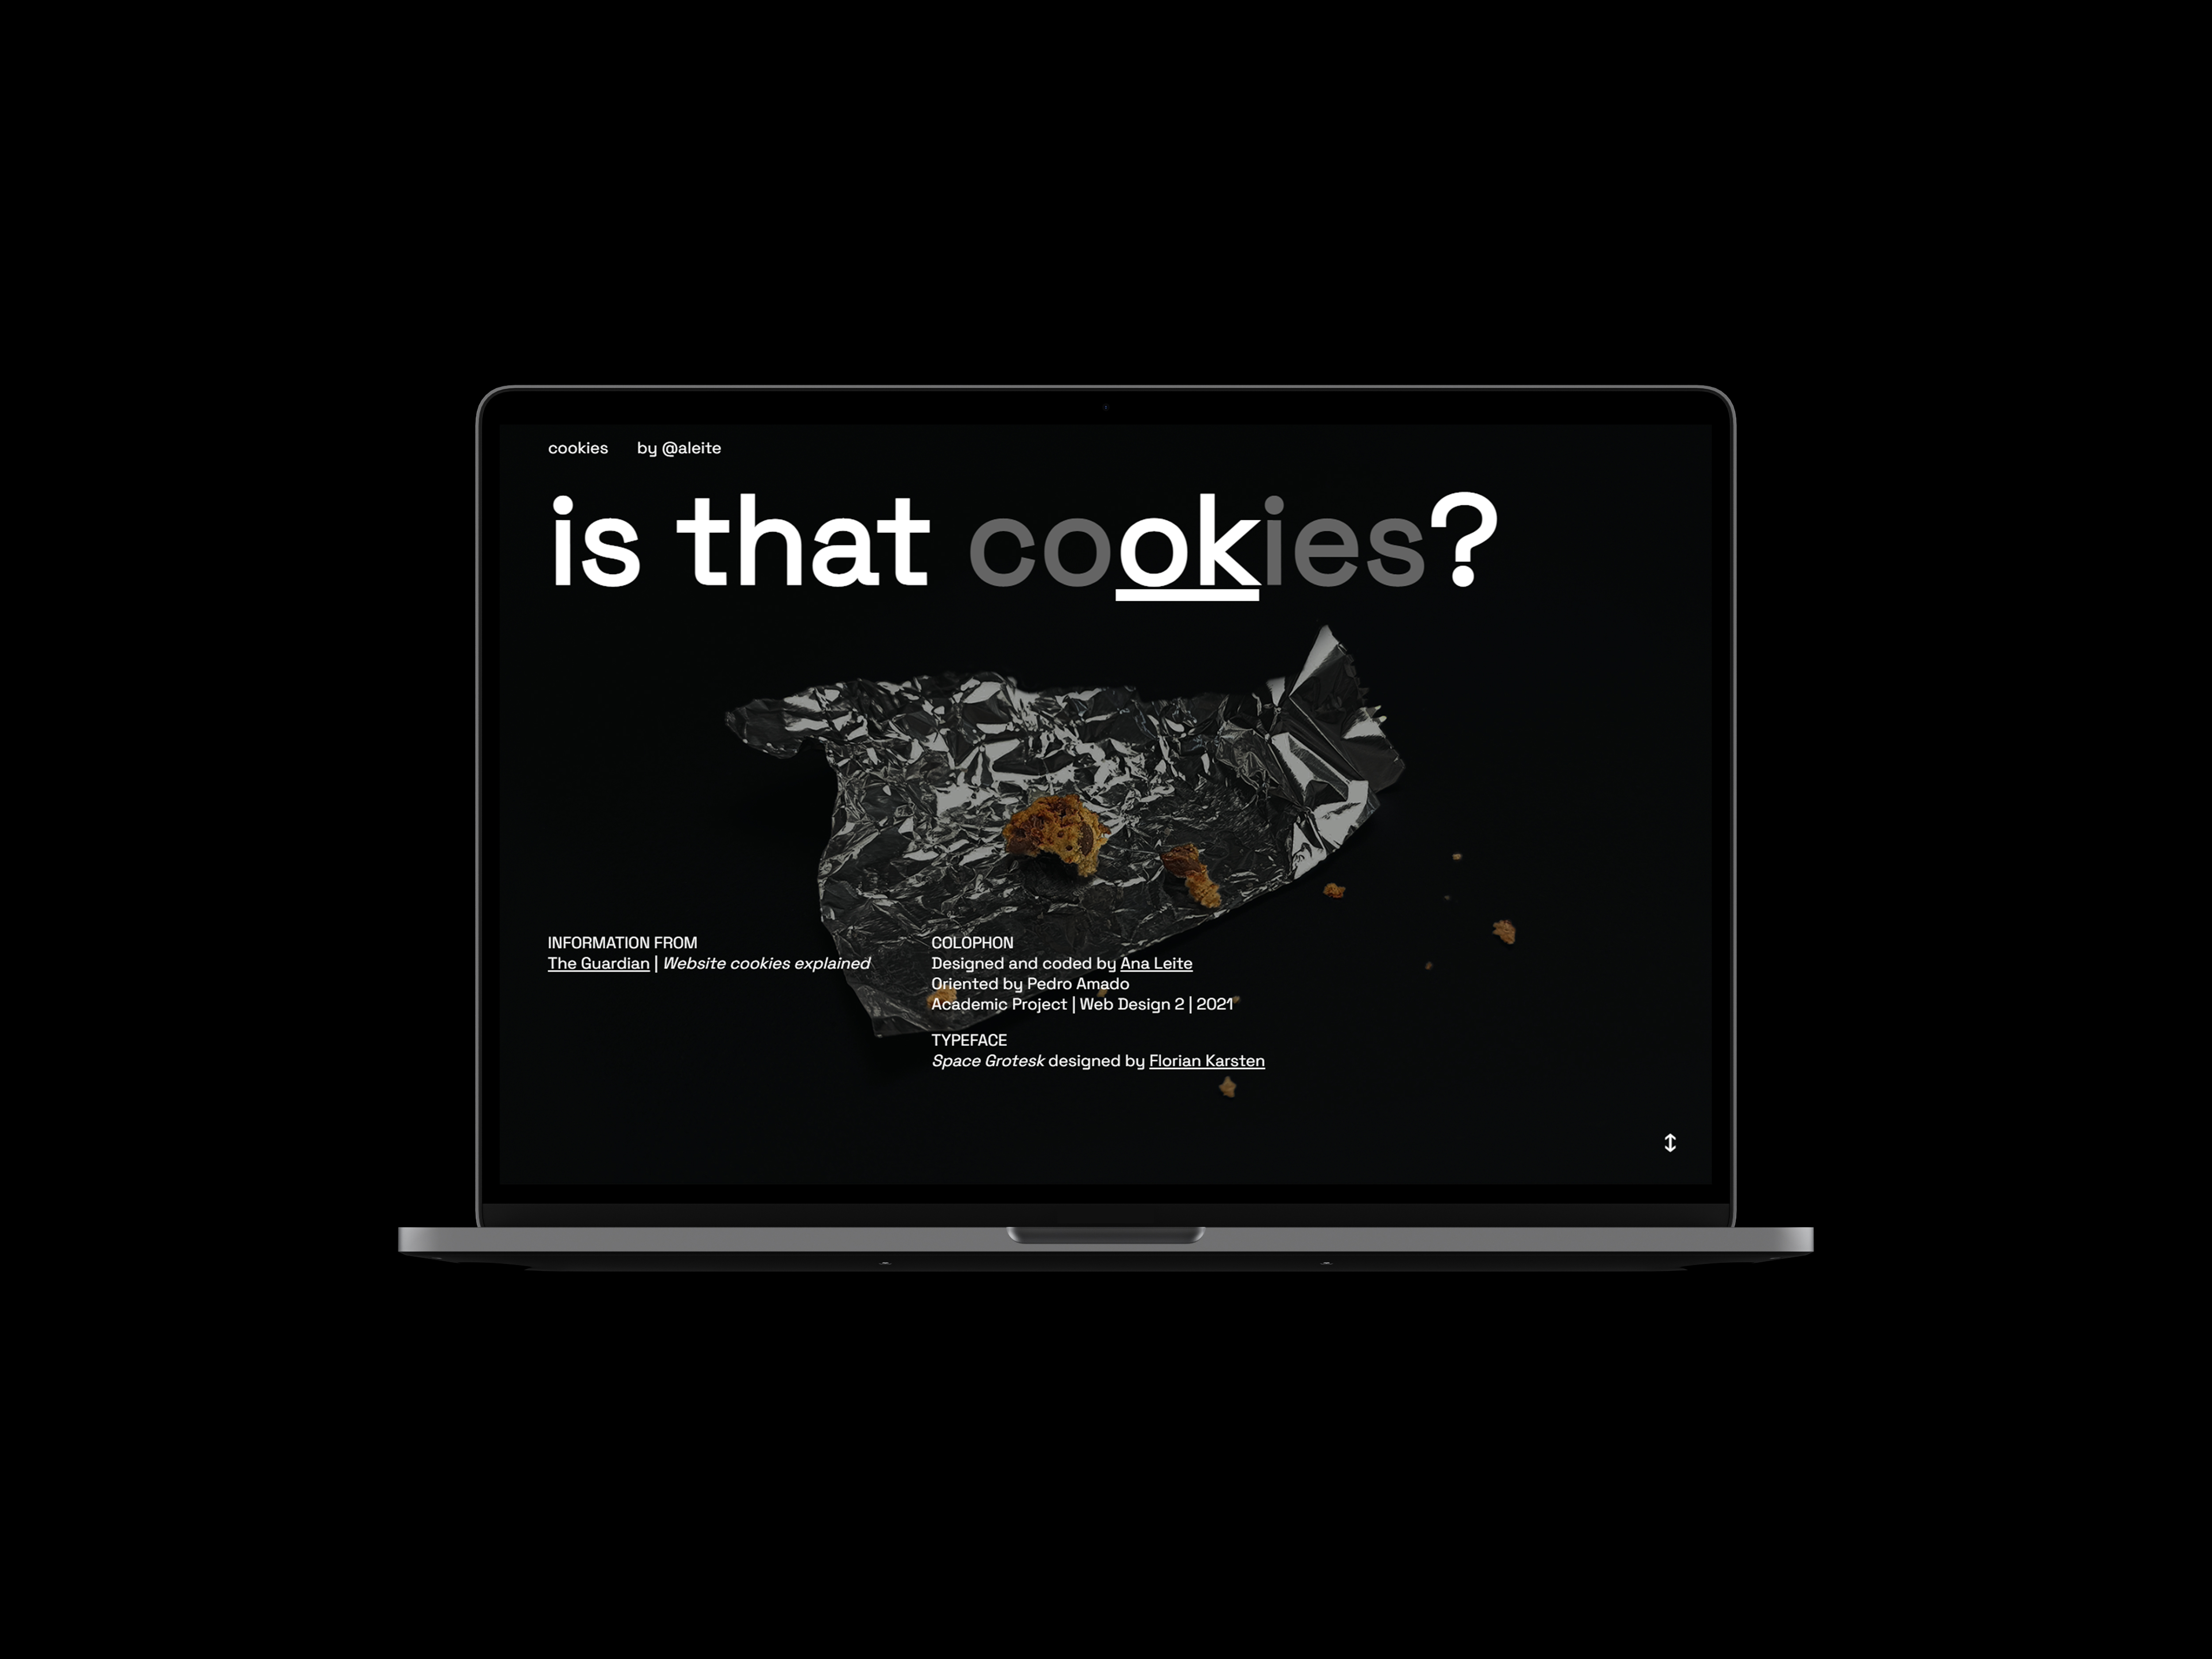 cookies by @aleite
is that cookies?
INFORMATION FROM
The Guardian | Website cookies explained
COLOPHON
Designed and coded by Ana Leite
Oriented by Pedro Amado
Academic Project | Web Design 2 | 2021
TYPEFACE
Space Grotesk designed by Florian Karsten